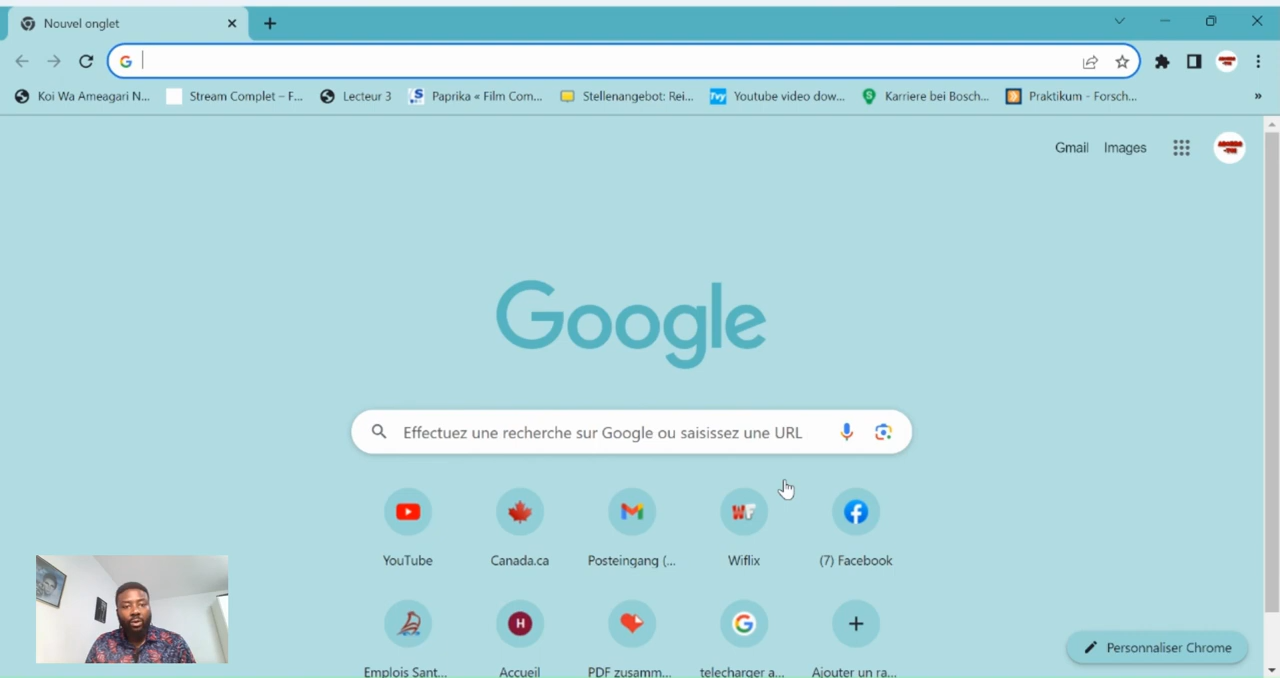 Nouvel onglet
Koi Wa Ameagari N...
Stream Complet – F...
Lecteur 3
Paprika « Film Com...
Stellenangebot: Rei...
Youtube video dow...
Karriere bei Bosch...
Praktikum - Forsch...
»
Gmail
Images
Google
Effectuez une recherche sur Google ou saisissez une URL
YouTube
Canada.ca
Posteingang (...
Wiflix
(7) Facebook
Emplois Sant...
Accueil
PDF zusamm...
telecharger a...
Ajouter un ra...
Personnaliser Chrome